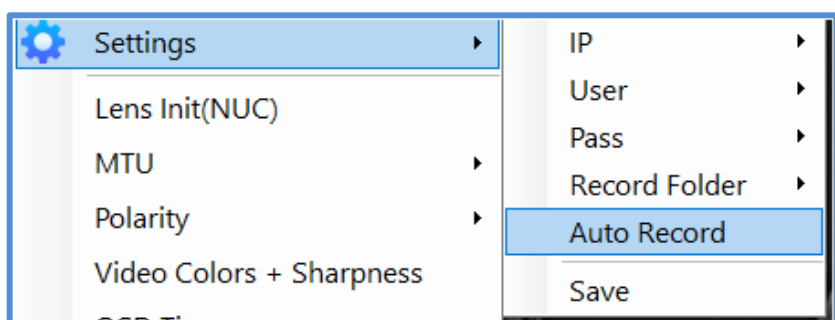 Settings
Lens Init(NUC)
MTU
Polarity
Video Colors + Sharpness
IP
User
Pass
Record Folder
Auto Record
Save